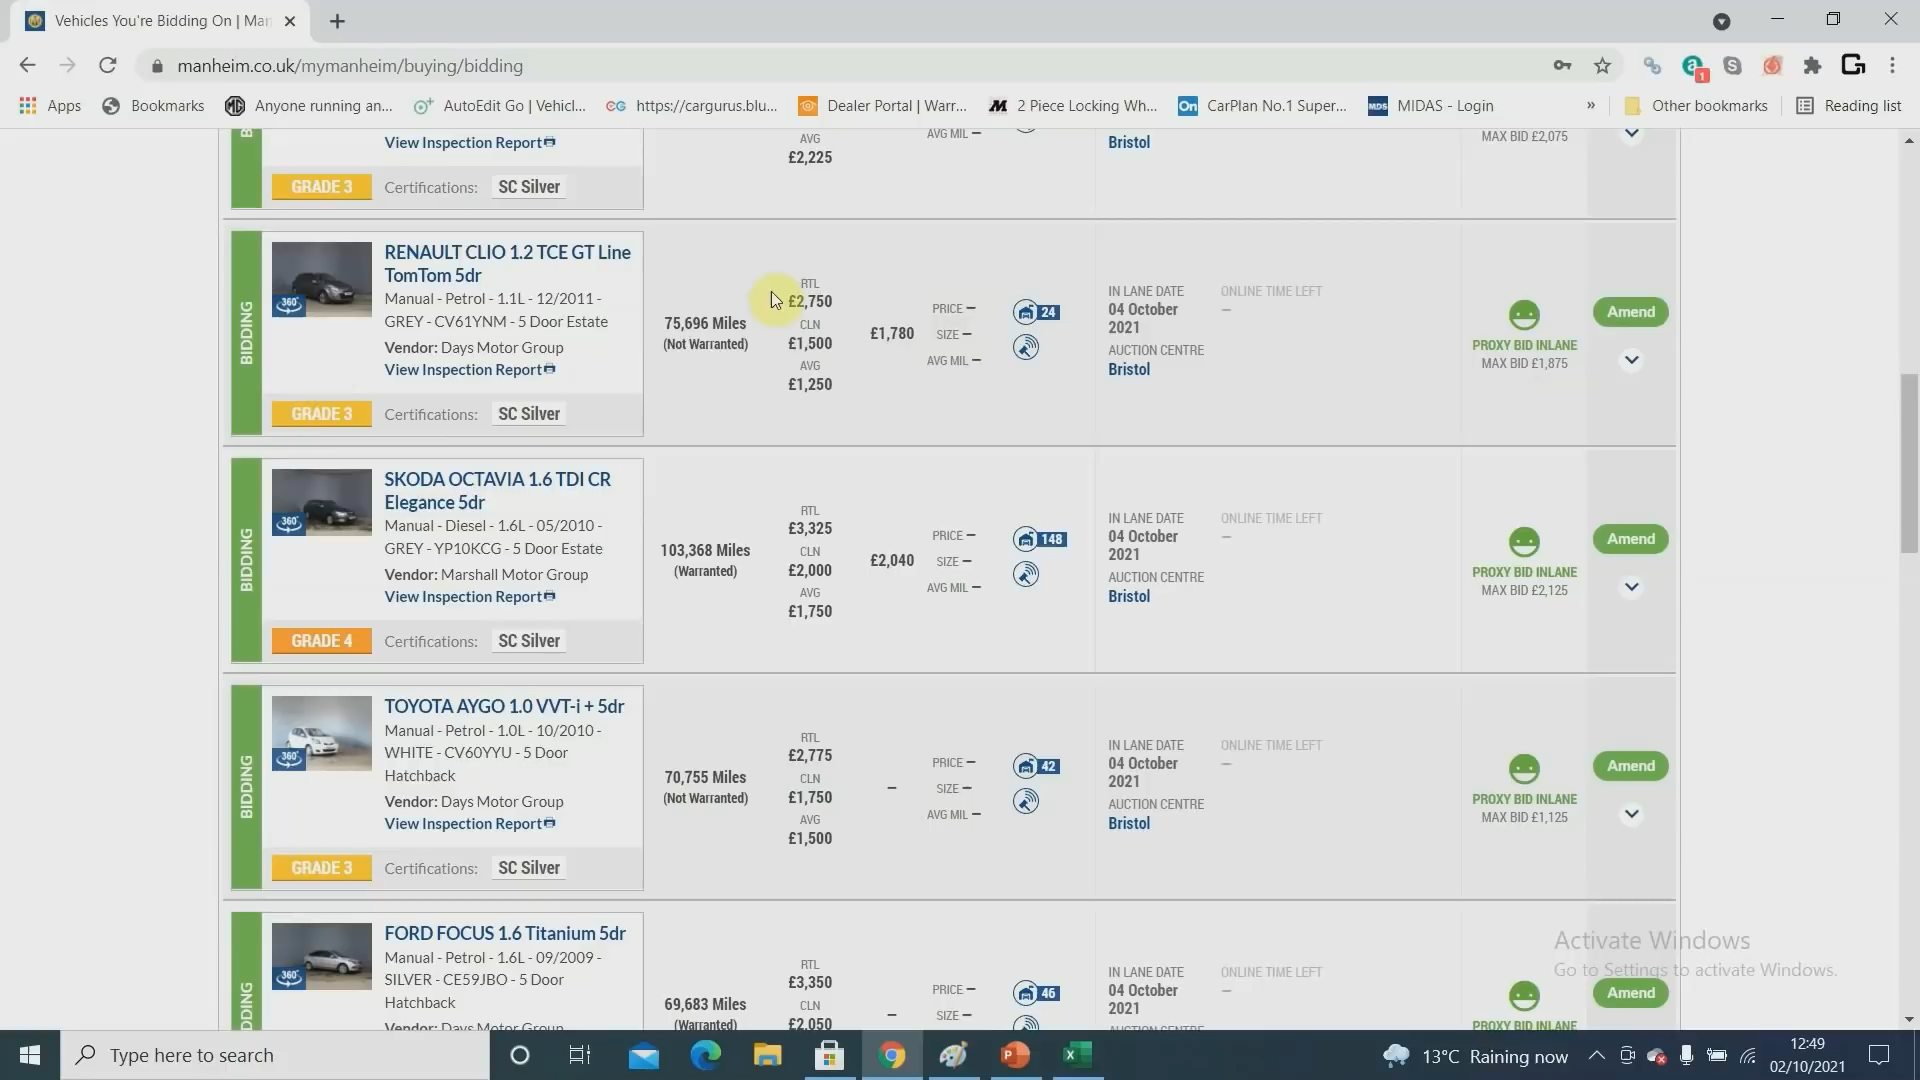 Vehicles You're Bidding On | Man
manheim.co.uk/mymanheim/buying/bidding
1
Apps
Bookmarks
Anyone running an...
AutoEdit Go | Vehicl...
https://cargurus.blu...
Dealer Portal | Warr...
2 Piece Locking Wh...
CarPlan No.1 Super...
MIDAS - Login
»
Other bookmarks
Reading list
View Inspection Report
GRADE 3
Certifications:
SC Silver
AVG
£2,225
AVG MIL –
Bristol
MAX BID £2,075
BIDDING
360°
RENAULT CLIO 1.2 TCE GT Line
TomTom 5dr
Manual - Petrol - 1.1L - 12/2011 -
GREY - CV61YNM - 5 Door Estate
Vendor: Days Motor Group
View Inspection Report
GRADE 3
Certifications:
SC Silver
75,696 Miles
(Not Warranted)
RTL
£2,750
CLN
£1,500
AVG
£1,250
£1,780
PRICE –
SIZE –
AVG MIL –
24
IN LANE DATE
04 October
2021
AUCTION CENTRE
Bristol
ONLINE TIME LEFT
–
PROXY BID INLANE
MAX BID £1,875
Amend
BIDDING
360°
SKODA OCTAVIA 1.6 TDI CR
Elegance 5dr
Manual - Diesel - 1.6L - 05/2010 -
GREY - YP10KCG - 5 Door Estate
Vendor: Marshall Motor Group
View Inspection Report
GRADE 4
Certifications:
SC Silver
103,368 Miles
(Warranted)
RTL
£3,325
CLN
£2,000
AVG
£1,750
£2,040
PRICE –
SIZE –
AVG MIL –
148
IN LANE DATE
04 October
2021
AUCTION CENTRE
Bristol
ONLINE TIME LEFT
–
PROXY BID INLANE
MAX BID £2,125
Amend
BIDDING
360°
TOYOTA AYGO 1.0 VVT-i + 5dr
Manual - Petrol - 1.0L - 10/2010 -
WHITE - CV60YYU - 5 Door
Hatchback
Vendor: Days Motor Group
View Inspection Report
GRADE 3
Certifications:
SC Silver
70,755 Miles
(Not Warranted)
RTL
£2,775
CLN
£1,750
AVG
£1,500
–
PRICE –
SIZE –
AVG MIL –
42
IN LANE DATE
04 October
2021
AUCTION CENTRE
Bristol
ONLINE TIME LEFT
–
PROXY BID INLANE
MAX BID £1,125
Amend
DDING
360°
FORD FOCUS 1.6 Titanium 5dr
Manual - Petrol - 1.6L - 09/2009 -
SILVER - CE59JBO - 5 Door
Hatchback
Vendor: Days Motor Group
69,683 Miles
(Warranted)
RTL
£3,350
CLN
£2,050
–
PRICE –
SIZE –
46
IN LANE DATE
04 October
2021
AUCTION CENTRE
ONLINE TIME LEFT
–
PROXY BID INLANE
Amend
Activate Windows
Go to Settings to activate Windows.
Type here to search
13°C Raining now
12:49
02/10/2021